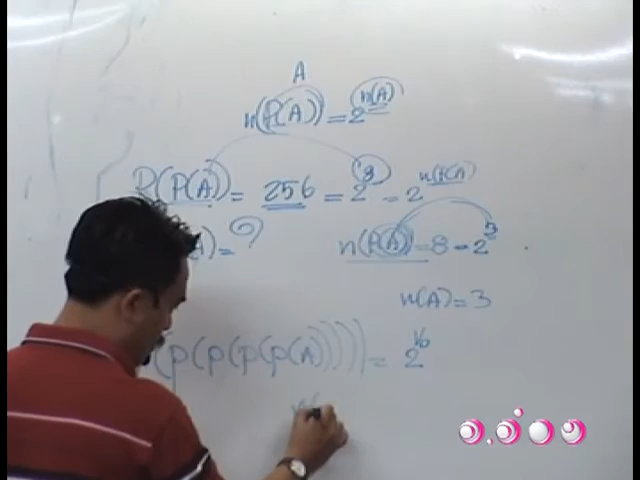 A
n(P(A)) = 2^n(A)
P(P(A)) = 256 = 2^8 = 2^n(P(A))
A) = ?
n(P(A)) = 8 = 2^3
n(A) = 3
(P(P(P(P(A))))) = 2^16